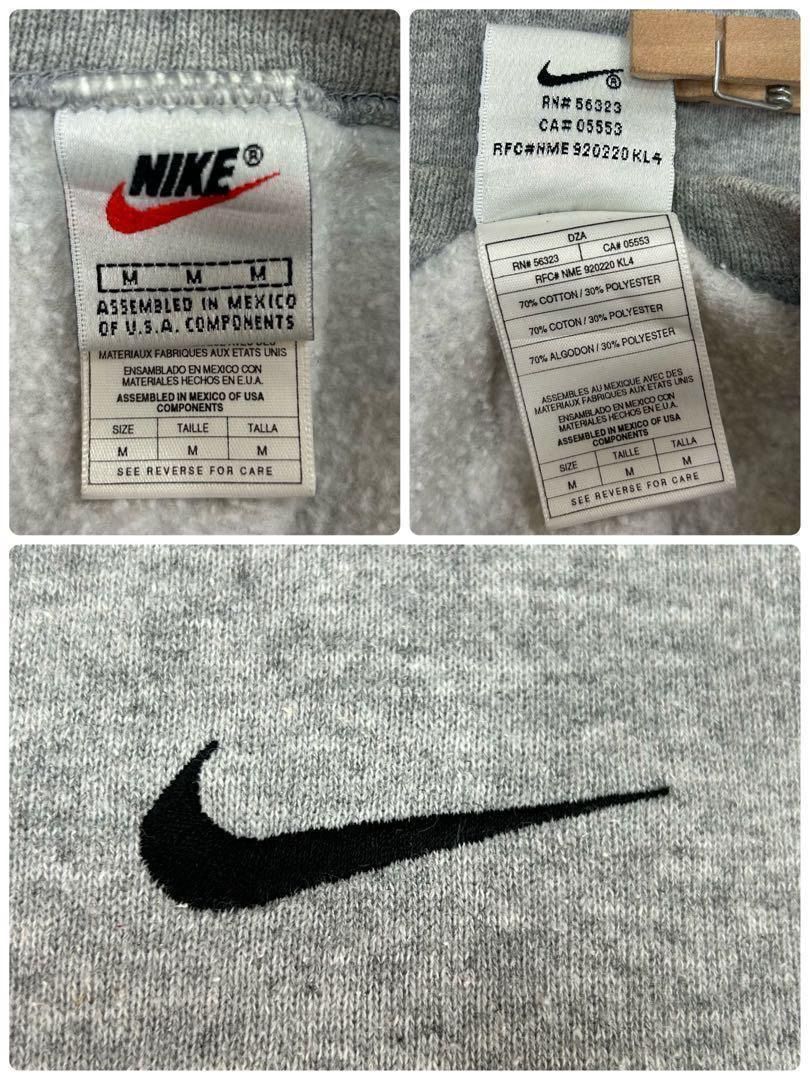 NIKE®
M M M
ASSEMBLED IN MEXICO
OF U.S.A. COMPONENTS
MATERIAUX FABRIQUES AUX ETATS UNIS
ENSAMBLADO EN MEXICO CON
MATERIALES HECHOS EN E.U.A.
ASSEMBLED IN MEXICO OF USA
COMPONENTS
SIZE TAILLE TALLA
M M M
SEE REVERSE FOR CARE
®
RN# 56323
CA# 05553
RFC#NME 920220 KL4
DZA
RN# 56323 CA# 05553
RFC# NME 920220 KL4
70% COTTON / 30% POLYESTER
70% COTON / 30% POLYESTER
70% ALGODON / 30% POLYESTER
ASSEMBLES AU MEXIQUE AVEC DES
MATERIAUX FABRIQUES AUX ETATS UNIS
ENSAMBLADO EN MEXICO CON
MATERIALES HECHOS EN E.U.A.
ASSEMBLED IN MEXICO OF USA
COMPONENTS
SIZE TAILLE TALLA
M M M
SEE REVERSE FOR CARE